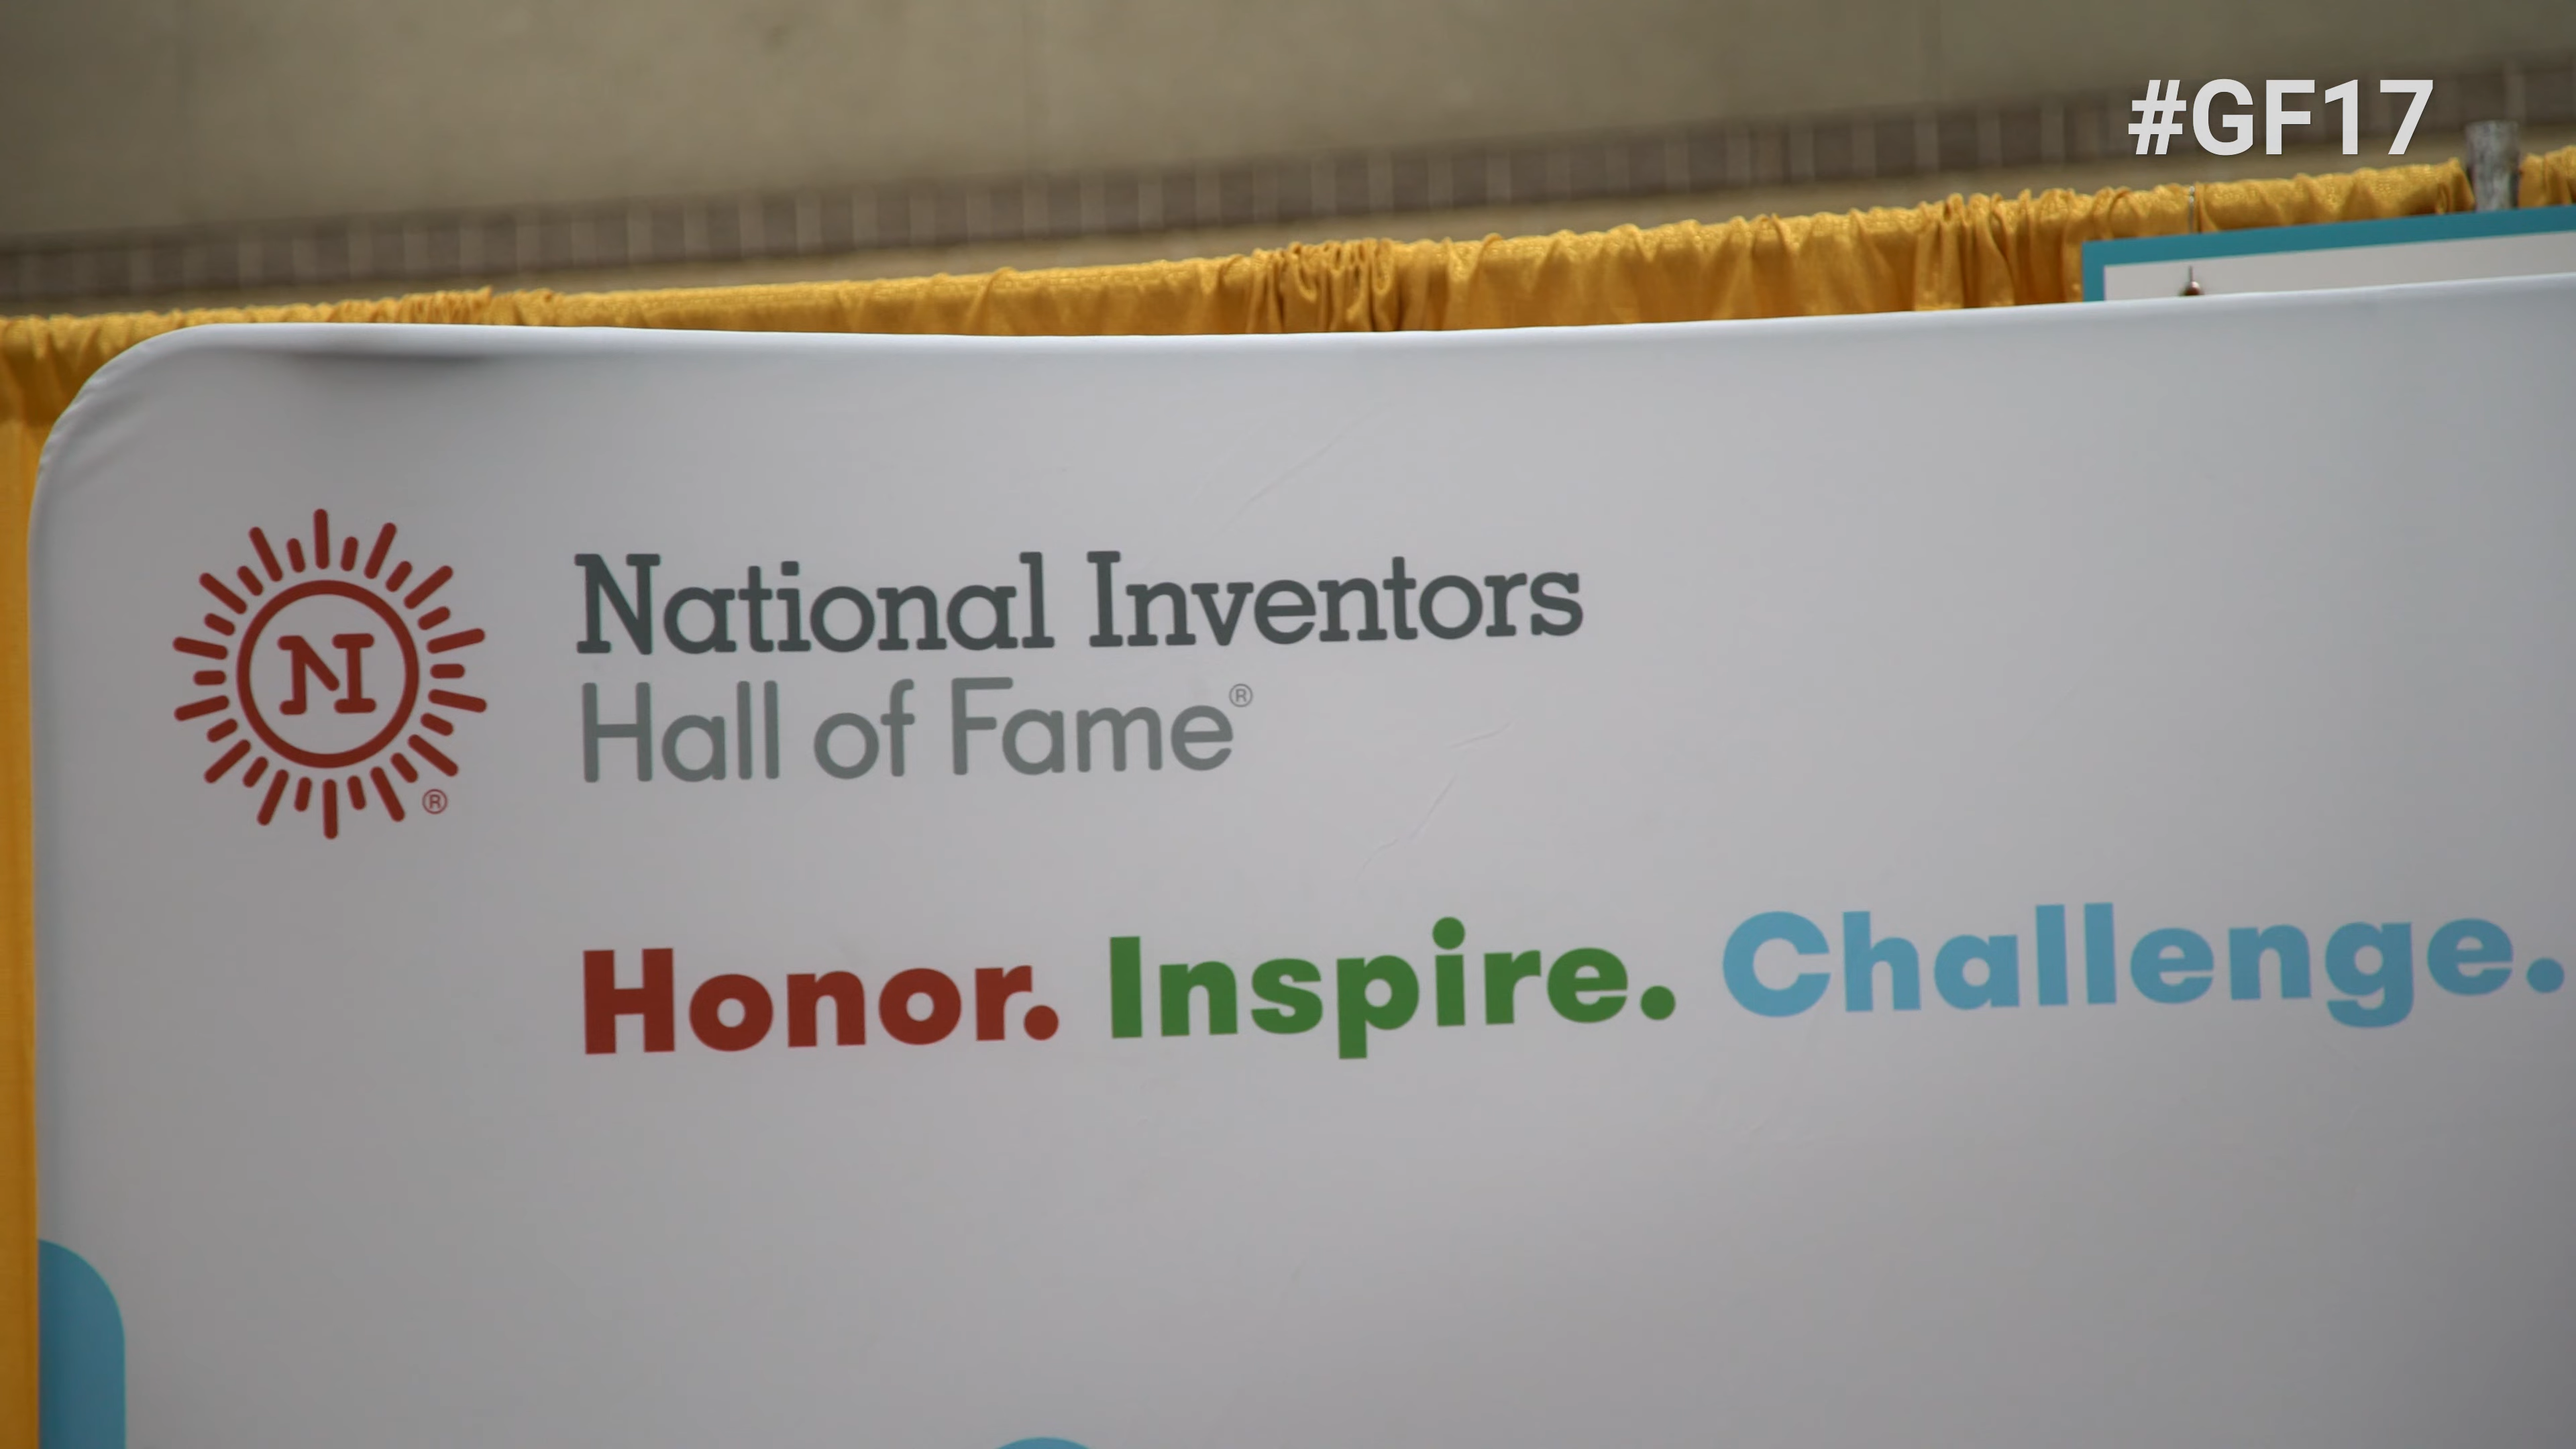 #GF17
N
®
National Inventors
Hall of Fame®
Honor. Inspire. Challenge.